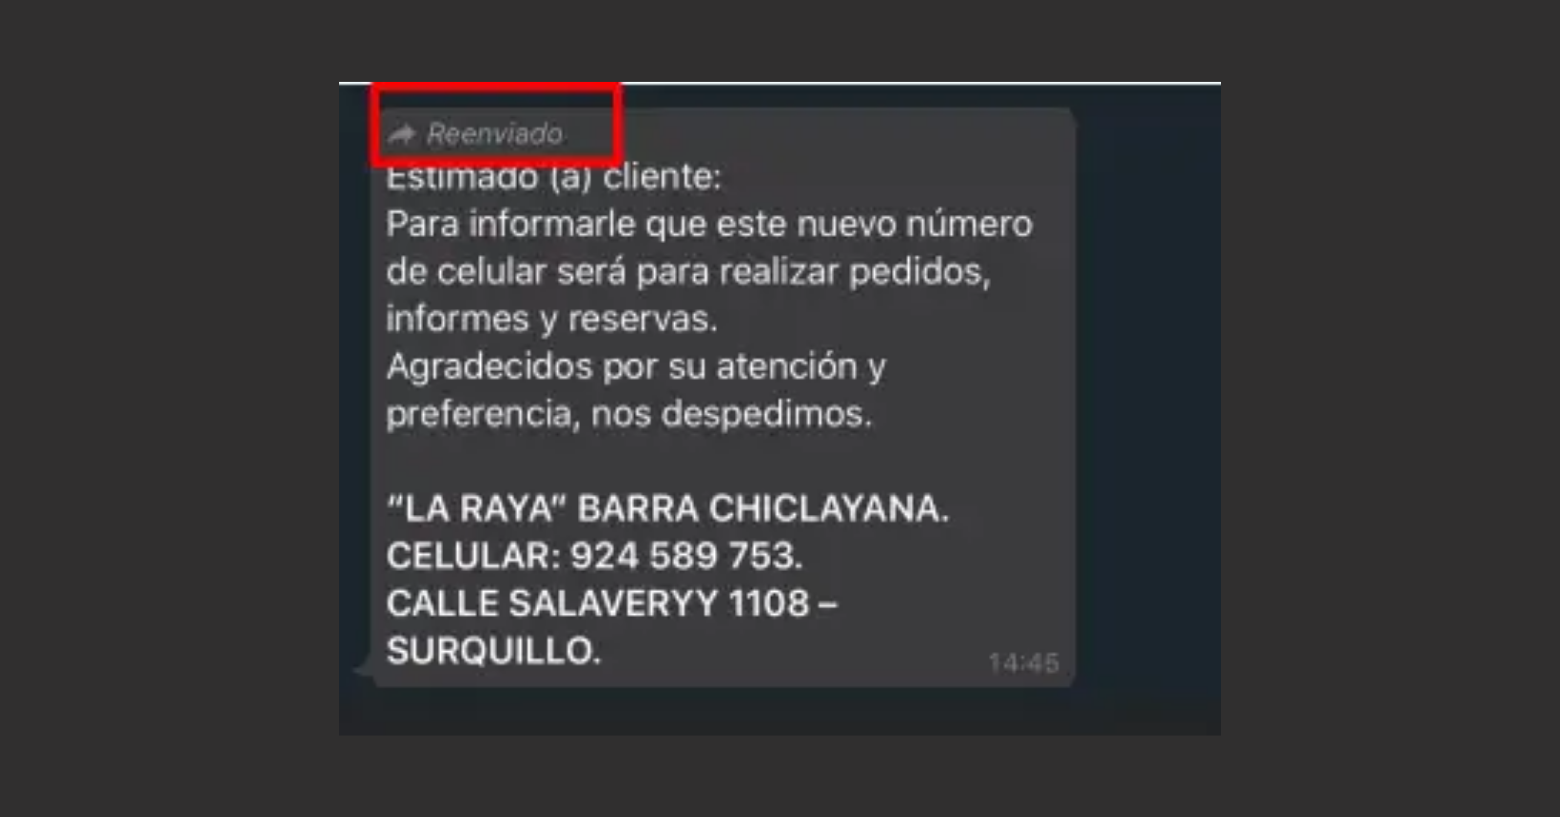 Reenviado
Estimado (a) cliente:
Para informarle que este nuevo número
de celular será para realizar pedidos,
informes y reservas.
Agradecidos por su atención y
preferencia, nos despedimos.
“LA RAYA” BARRA CHICLAYANA.
CELULAR: 924 589 753.
CALLE SALAVERYY 1108 –
SURQUILLO.
14:45